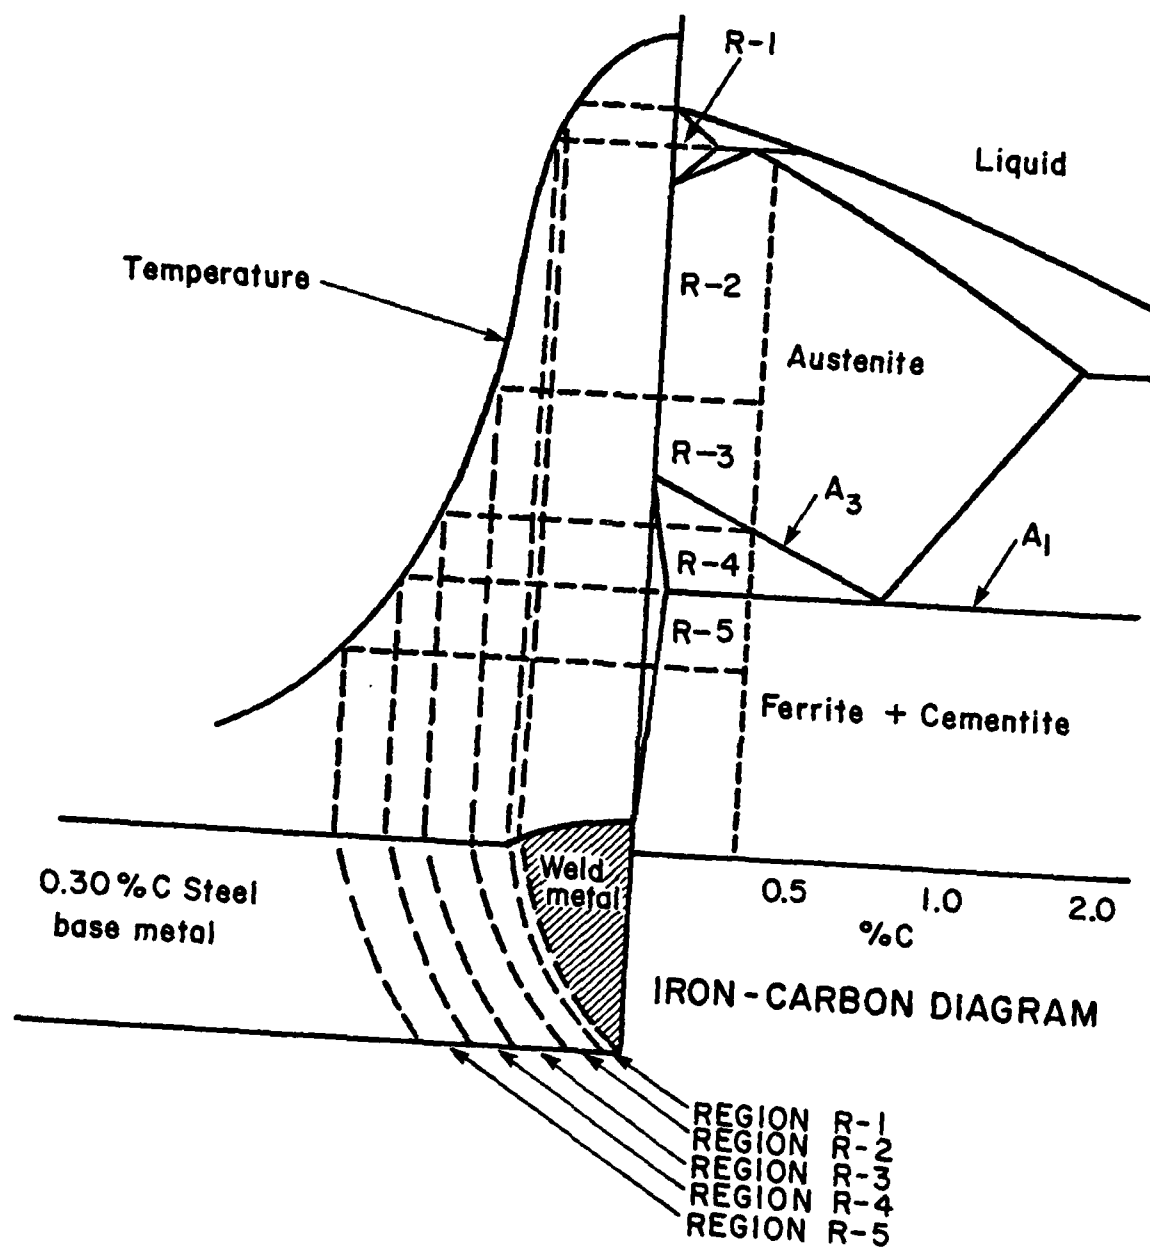 R-1
Liquid
Temperature
R-2
Austenite
R-3
A3
A1
R-4
R-5
Ferrite + Cementite
Weld
metal
0.30%C Steel
base metal
0.5
1.0
2.0
%C
IRON-CARBON DIAGRAM
REGION R-1
REGION R-2
REGION R-3
REGION R-4
REGION R-5